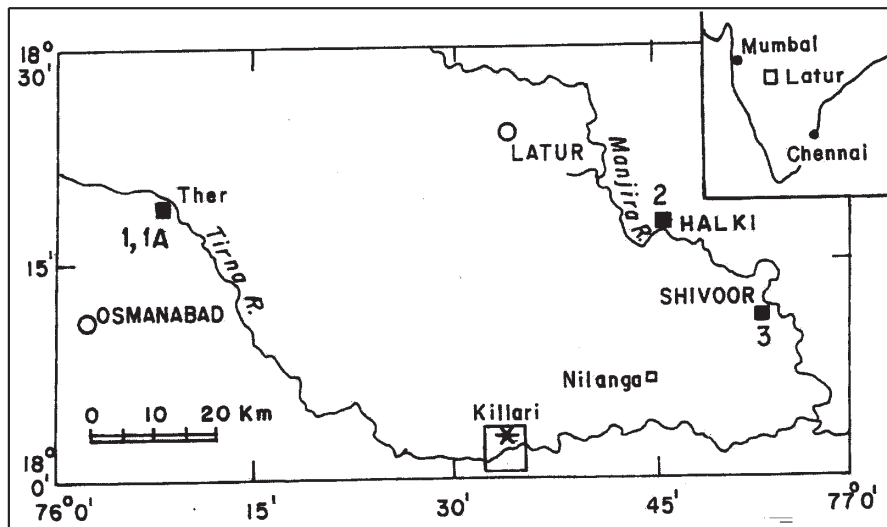 18°
30'
Mumbai
Latur
Chennai
LATUR
Manjira R.
Ther
1, 1A
Tirna R.
2
HALKI
15'
OSMANABAD
SHIVOOR
3
Nilanga
Killari
0 10 20 Km
18°
0'
76°0'
15'
30'
45'
77°0'